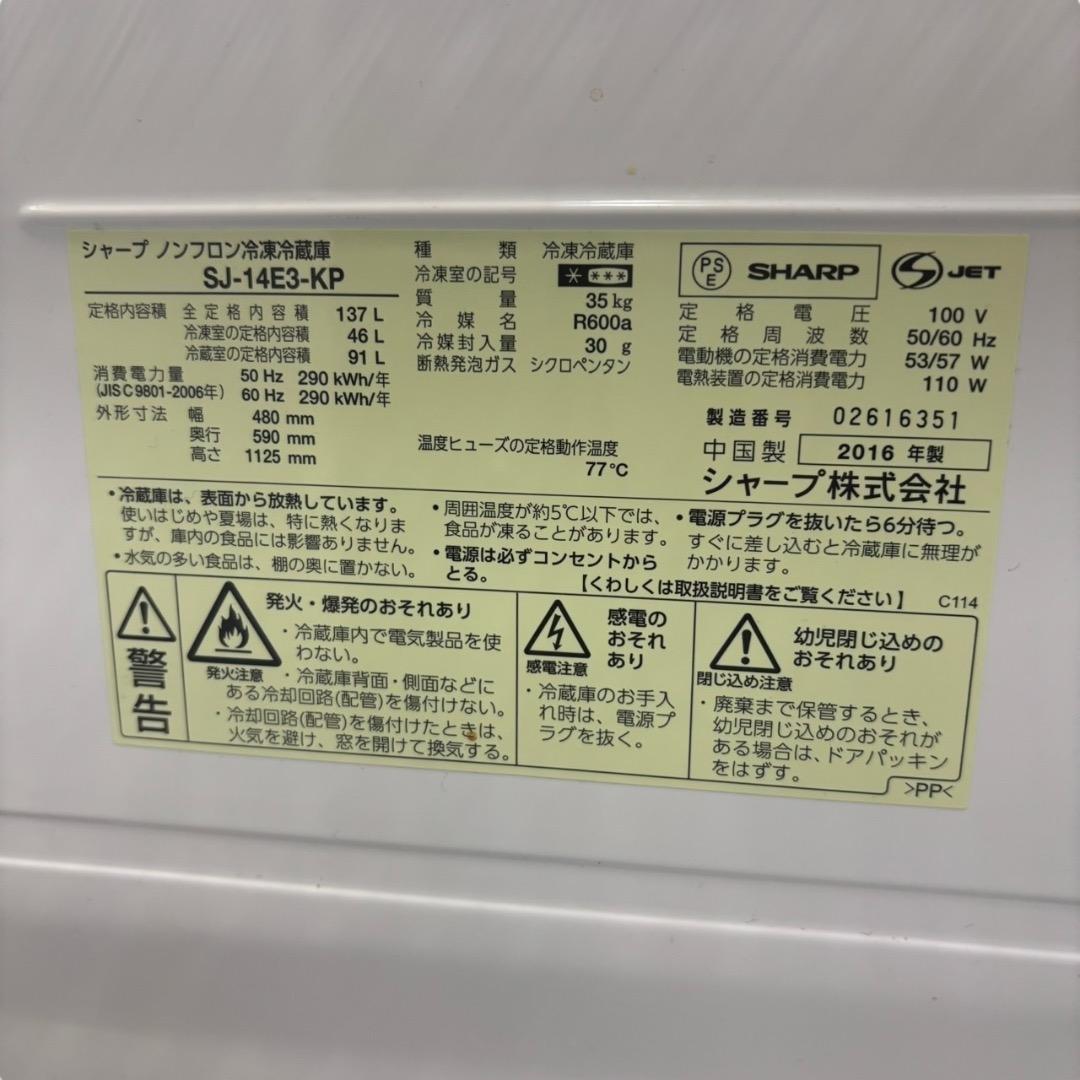 シャープ ノンフロン冷凍冷蔵庫
SJ-14E3-KP
定格内容積 全定格内容積 137 L
冷凍室の定格内容積 46 L
冷蔵室の定格内容積 91 L
消費電力量 50 Hz 290 kWh/年
(JIS C 9801-2006年) 60 Hz 290 kWh/年
外形寸法 幅 480 mm
奥行 590 mm
高さ 1125 mm
種類 冷凍冷蔵庫
冷凍室の記号 * ***
質量 35 kg
冷媒名 R600a
冷媒封入量 30 g
断熱発泡ガス シクロペンタン
温度ヒューズの定格動作温度
77℃
PSE SHARP JET
定格電圧 100 V
定格周波数 50/60 Hz
電動機の定格消費電力 53/57 W
電熱装置の定格消費電力 110 W
製造番号 02616351
中国製 2016 年製
シャープ株式会社
・冷蔵庫は、表面から放熱しています。
使いはじめや夏場は、特に熱くなりま
すが、庫内の食品には影響ありません。
・水気の多い食品は、棚の奥に置かない。
・周囲温度が約5℃以下では、
食品が凍ることがあります。
・電源は必ずコンセントから
とる。
・電源プラグを抜いたら6分待つ。
すぐに差し込むと冷蔵庫に無理が
かかります。
【くわしくは取扱説明書をご覧ください】 C114
警告
発火注意
発火・爆発のおそれあり
・冷蔵庫内で電気製品を使
わない。
・冷蔵庫背面・側面などに
ある冷却回路(配管)を傷付けない。
・冷却回路(配管)を傷付けたときは、
火気を避け、窓を開けて換気する。
感電注意
感電の
おそれ
あり
・冷蔵庫のお手入
れ時は、電源プ
ラグを抜く。
閉じ込め注意
幼児閉じ込めの
おそれあり
・廃棄まで保管するとき、
幼児閉じ込めのおそれが
ある場合は、ドアパッキン
をはずす。
>PP<